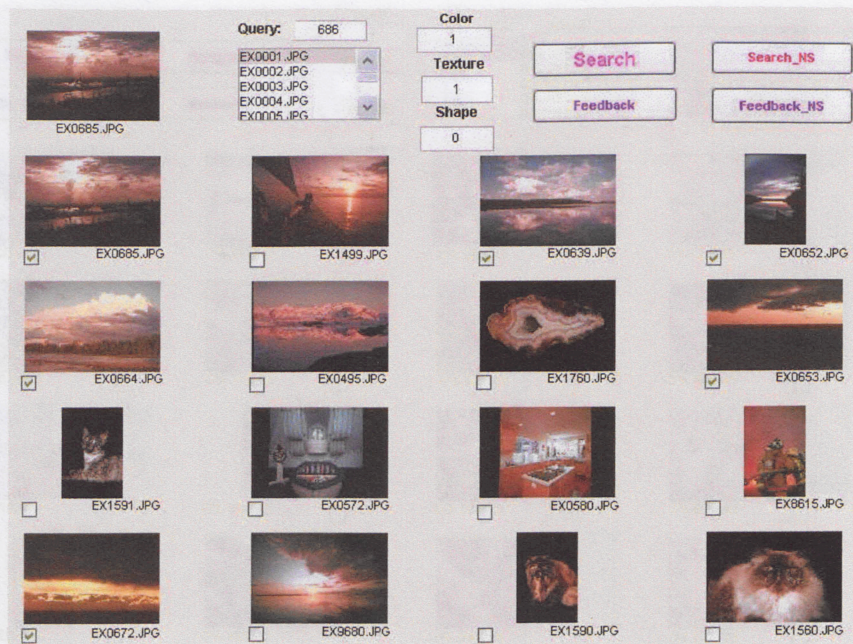 Query: 686
EX0001.JPG
EX0002.JPG
EX0003.JPG
EX0004.JPG
EX0005.JPG
Color
1
Texture
1
Shape
0
Search
Search_NS
Feedback
Feedback_NS
EX0685.JPG
EX0685.JPG EX1499.JPG EX0639.JPG EX0652.JPG
EX0664.JPG EX0495.JPG EX1760.JPG EX0653.JPG
EX1591.JPG EX0572.JPG EX0580.JPG EX8615.JPG
EX0672.JPG EX9680.JPG EX1590.JPG EX1560.JPG